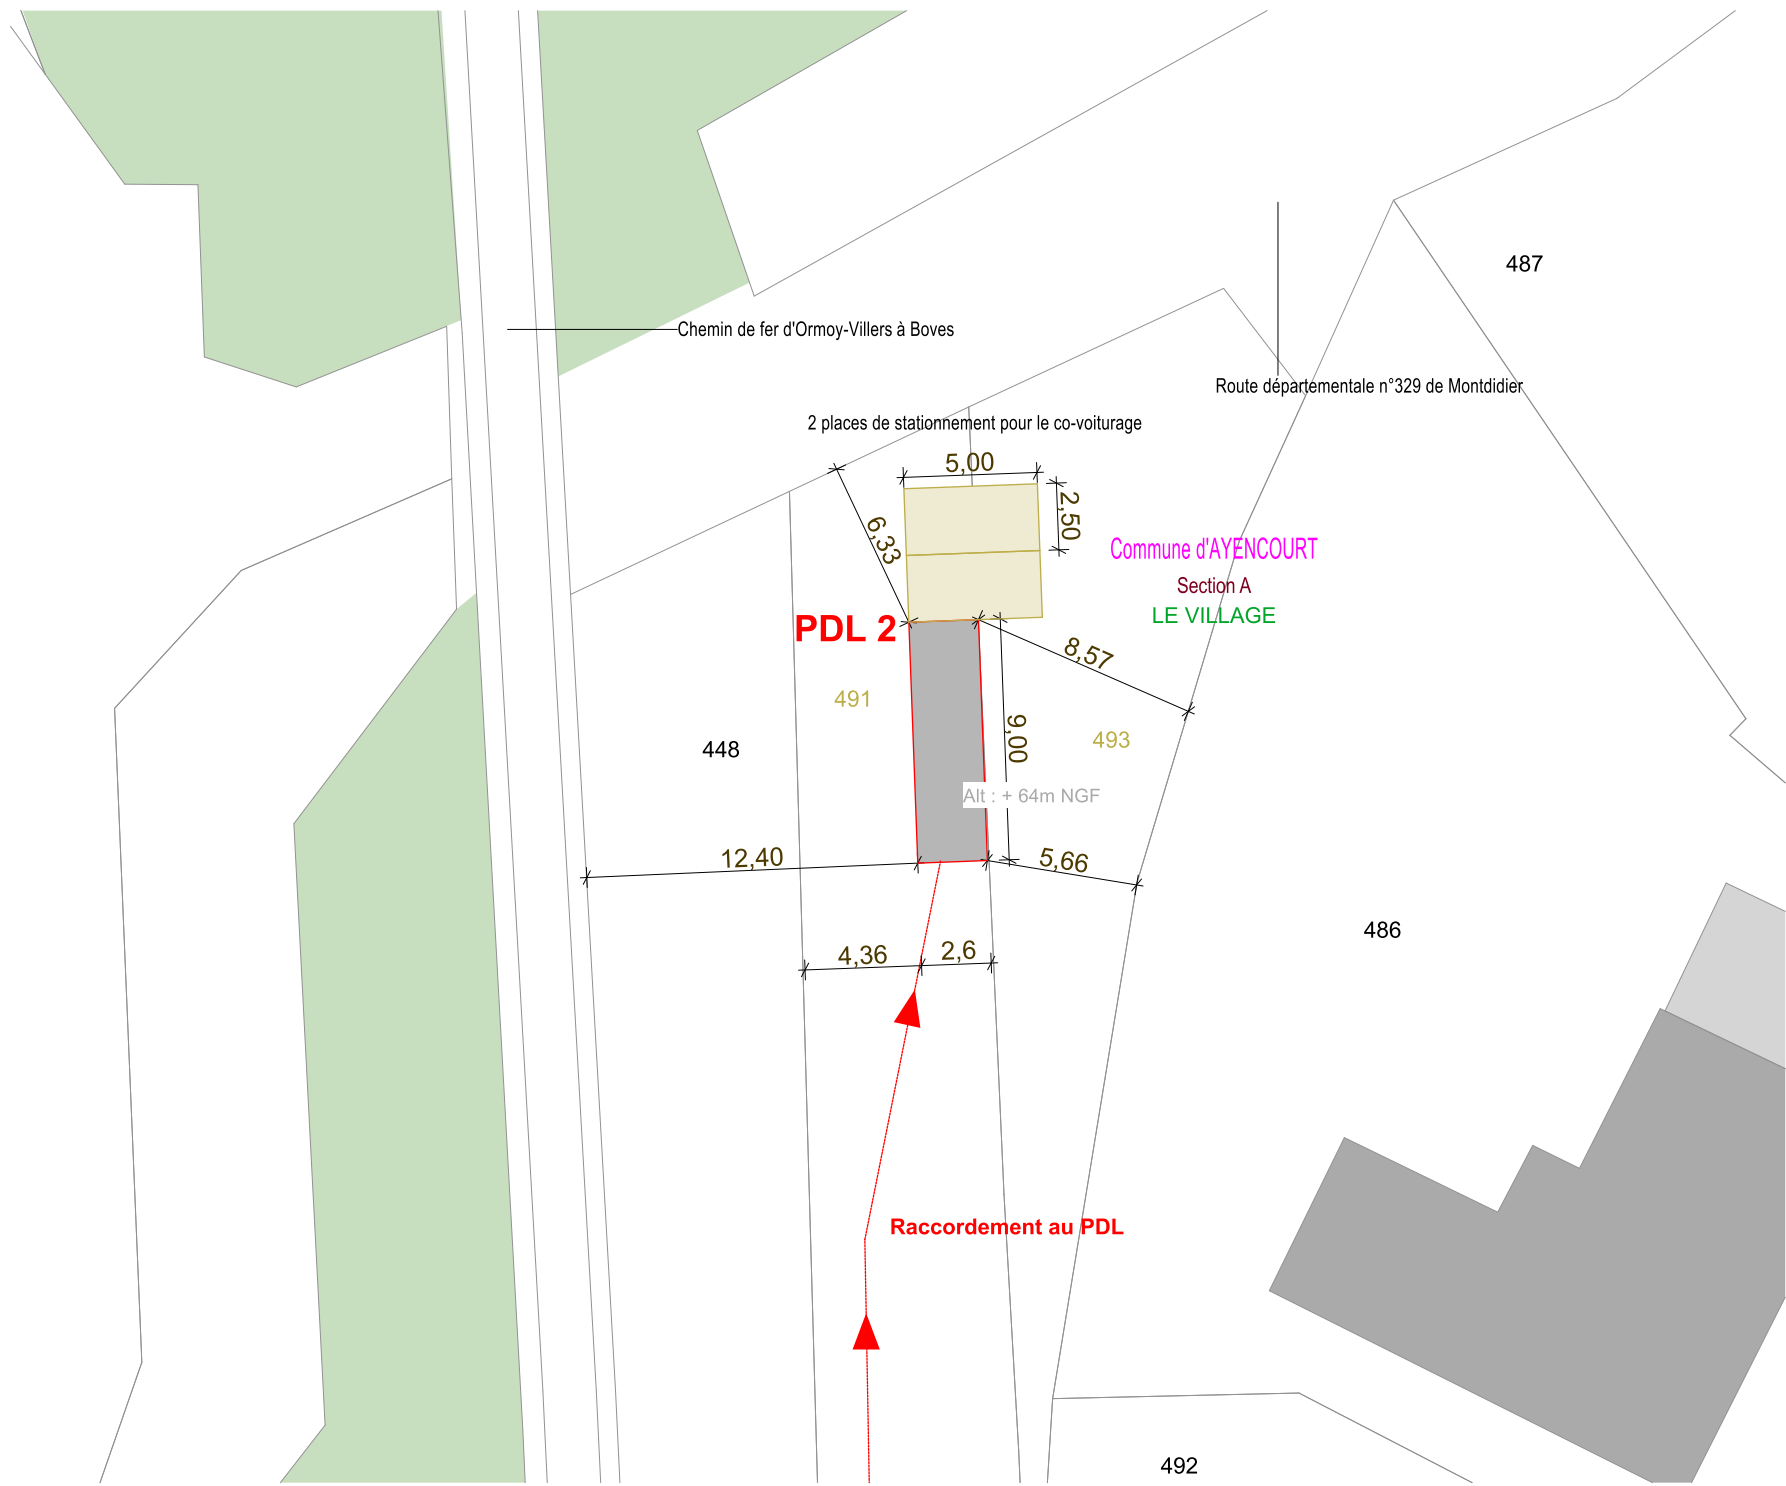 487
Chemin de fer d'Ormoy-Villers à Boves
Route départementale n°329 de Montdidier
2 places de stationnement pour le co-voiturage
5,00
2,50
6,33
Commune d'AYENCOURT
Section A
LE VILLAGE
PDL 2
8,57
491
9,00
493
448
Alt : + 64m NGF
12,40
5,66
486
4,36
2,6
Raccordement au PDL
492